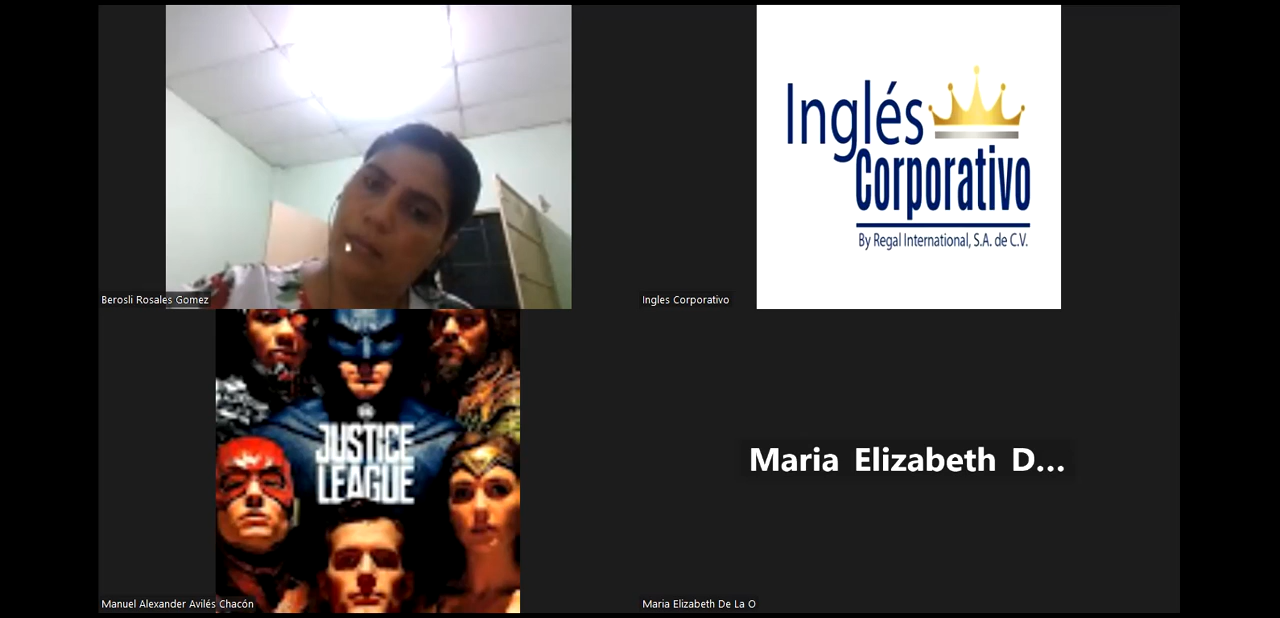 Berosli Rosales Gomez
Inglés
Corporativo
By Regal International, S.A. de C.V.
Ingles Corporativo
JUSTICE
LEAGUE
Manuel Alexander Avilés Chacón
Maria Elizabeth D...
Maria Elizabeth De La O